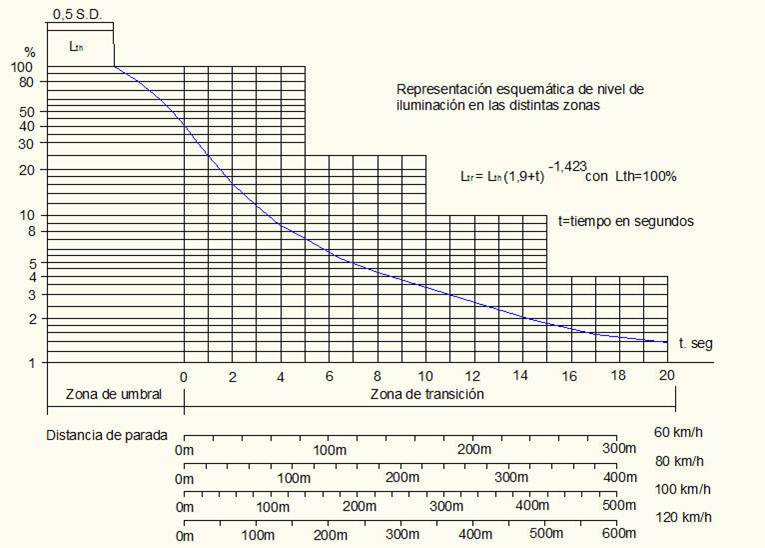 0,5 S.D.
Lth
%
100
80
50
40
30
20
10
8
5
4
3
2
1
Representación esquemática de nivel de
iluminación en las distintas zonas
Ltr = Lth (1,9+t) -1,423 con Lth=100%
t=tiempo en segundos
t. seg
0 2 4 6 8 10 12 14 16 18 20
Zona de umbral Zona de transición
Distancia de parada
60 km/h
0m 100m 200m 300m
80 km/h
0m 100m 200m 300m 400m
100 km/h
0m 100m 200m 300m 400m 500m
120 km/h
0m 100m 200m 300m 400m 500m 600m